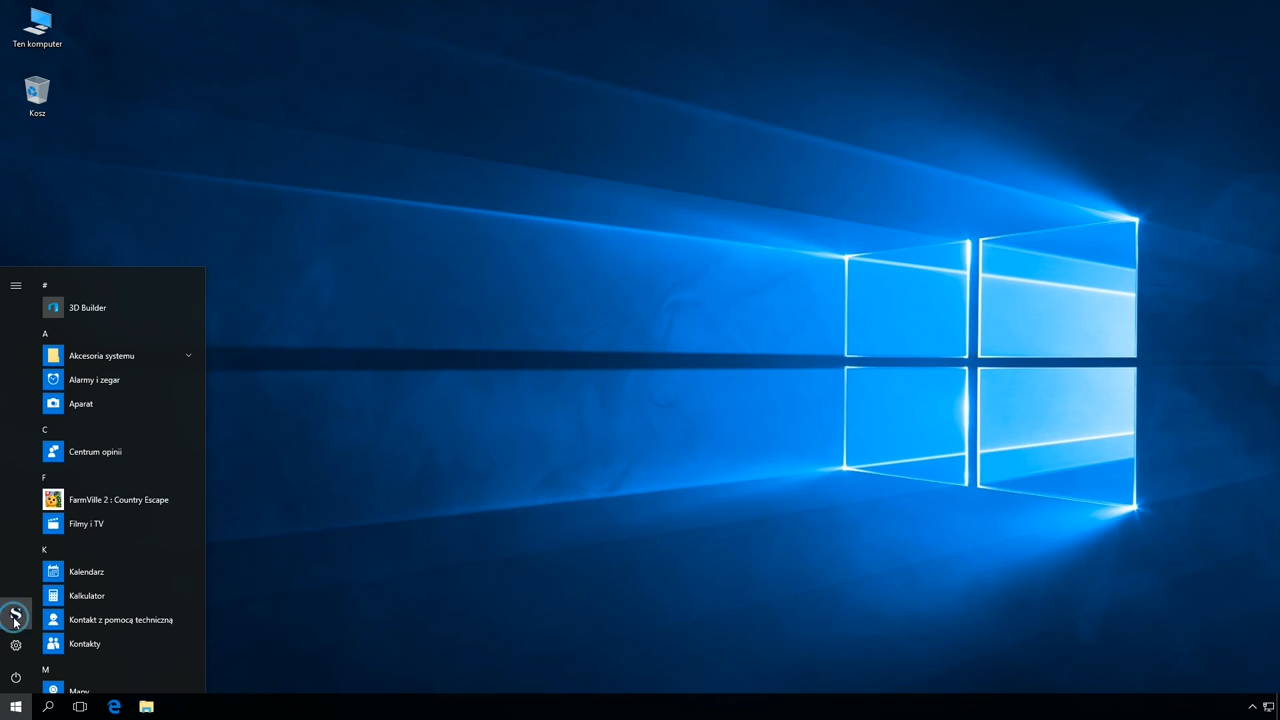 Ten komputer
Kosz
#
3D Builder
A
Akcesoria systemu
Alarmy i zegar
Aparat
C
Centrum opinii
F
FarmVille 2 : Country Escape
Filmy i TV
K
Kalendarz
Kalkulator
Kontakt z pomocą techniczną
Kontakty
M
Mapy